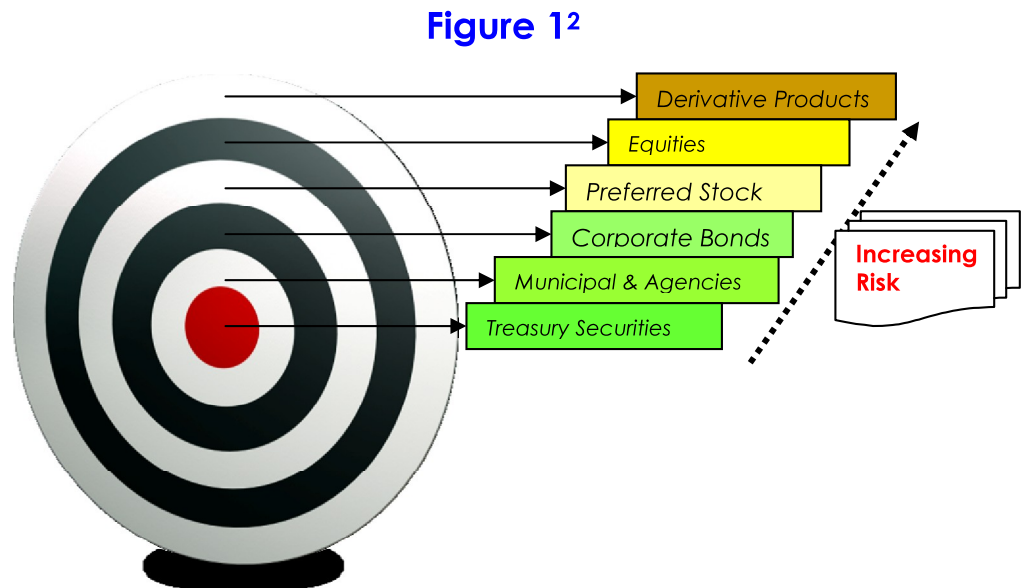 Figure 1²
Derivative Products
Equities
Preferred Stock
Corporate Bonds
Municipal & Agencies
Treasury Securities
Increasing
Risk